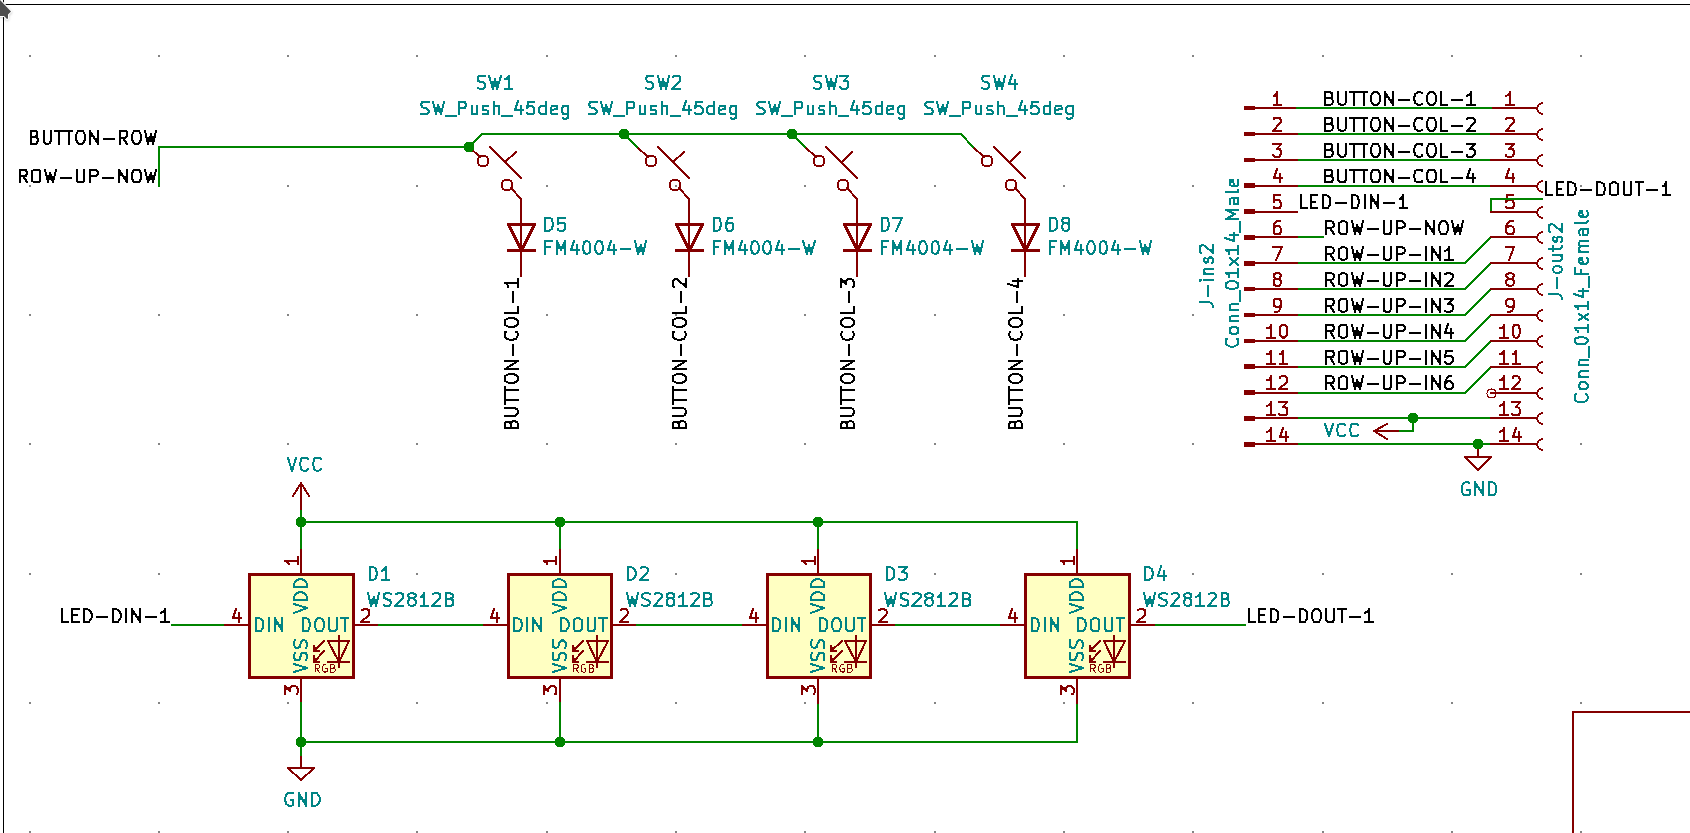 SW1
SW_Push_45deg
SW2
SW_Push_45deg
SW3
SW_Push_45deg
SW4
SW_Push_45deg
BUTTON-ROW
ROW-UP-NOW
D5
FM4004-W
D6
FM4004-W
D7
FM4004-W
D8
FM4004-W
BUTTON-COL-1
BUTTON-COL-2
BUTTON-COL-3
BUTTON-COL-4
J-ins2
Conn_01x14_Male
1 BUTTON-COL-1 1
2 BUTTON-COL-2 2
3 BUTTON-COL-3 3
4 BUTTON-COL-4 4
LED-DOUT-1
5 LED-DIN-1 5
6 ROW-UP-NOW 6
7 ROW-UP-IN1 7
8 ROW-UP-IN2 8
9 ROW-UP-IN3 9
10 ROW-UP-IN4 10
11 ROW-UP-IN5 11
12 ROW-UP-IN6 12
13 13
VCC
14 14
GND
J-outs2
Conn_01x14_Female
VCC
LED-DIN-1
D1
WS2812B
1
VDD
4 DIN DOUT 2
VSS
RGB
3
D2
WS2812B
1
VDD
4 DIN DOUT 2
VSS
RGB
3
D3
WS2812B
1
VDD
4 DIN DOUT 2
VSS
RGB
3
D4
WS2812B
1
VDD
4 DIN DOUT 2
VSS
RGB
3
LED-DOUT-1
GND